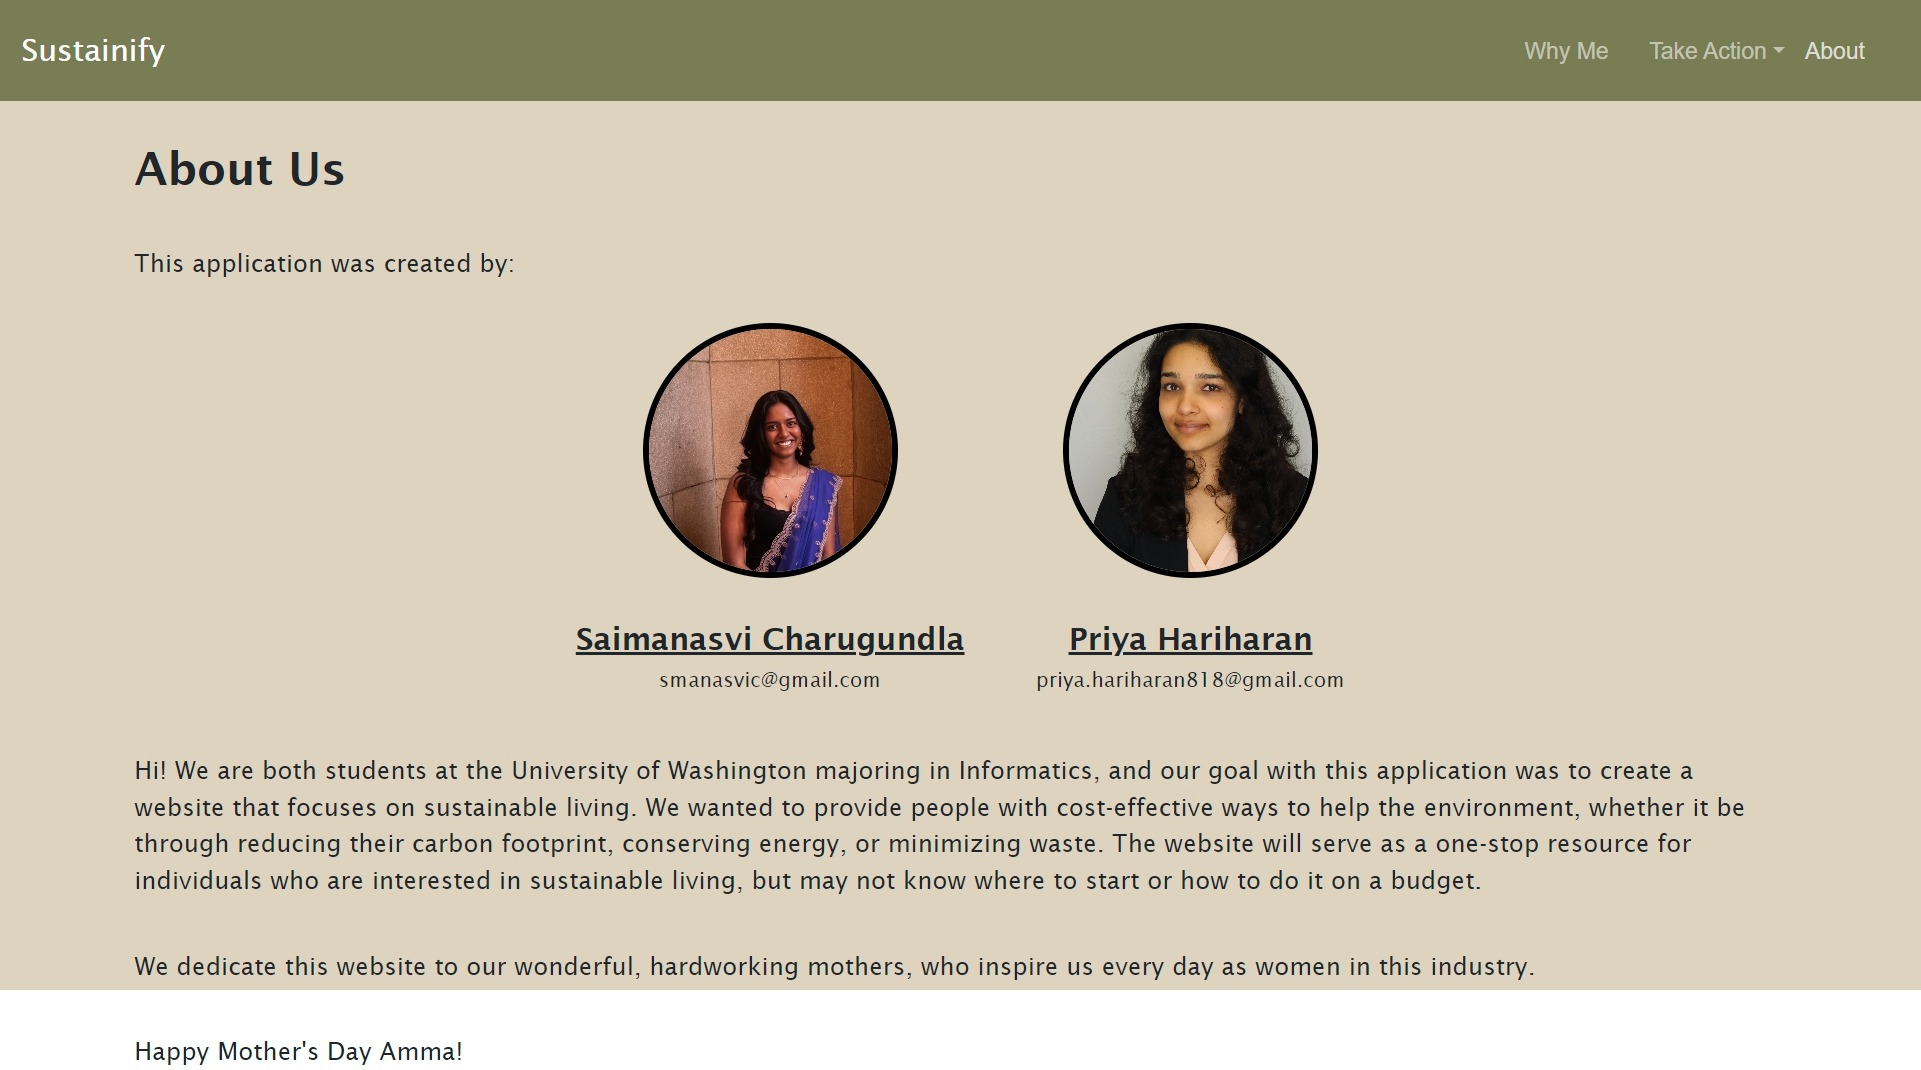 Sustainify
Why Me
Take Action
About
About Us
This application was created by:
Saimanasvi Charugundla
Priya Hariharan
smanasvic@gmail.com
priya.hariharan818@gmail.com
Hi! We are both students at the University of Washington majoring in Informatics, and our goal with this application was to create a
website that focuses on sustainable living. We wanted to provide people with cost-effective ways to help the environment, whether it be
through reducing their carbon footprint, conserving energy, or minimizing waste. The website will serve as a one-stop resource for
individuals who are interested in sustainable living, but may not know where to start or how to do it on a budget.
We dedicate this website to our wonderful, hardworking mothers, who inspire us every day as women in this industry.
Happy Mother's Day Amma!